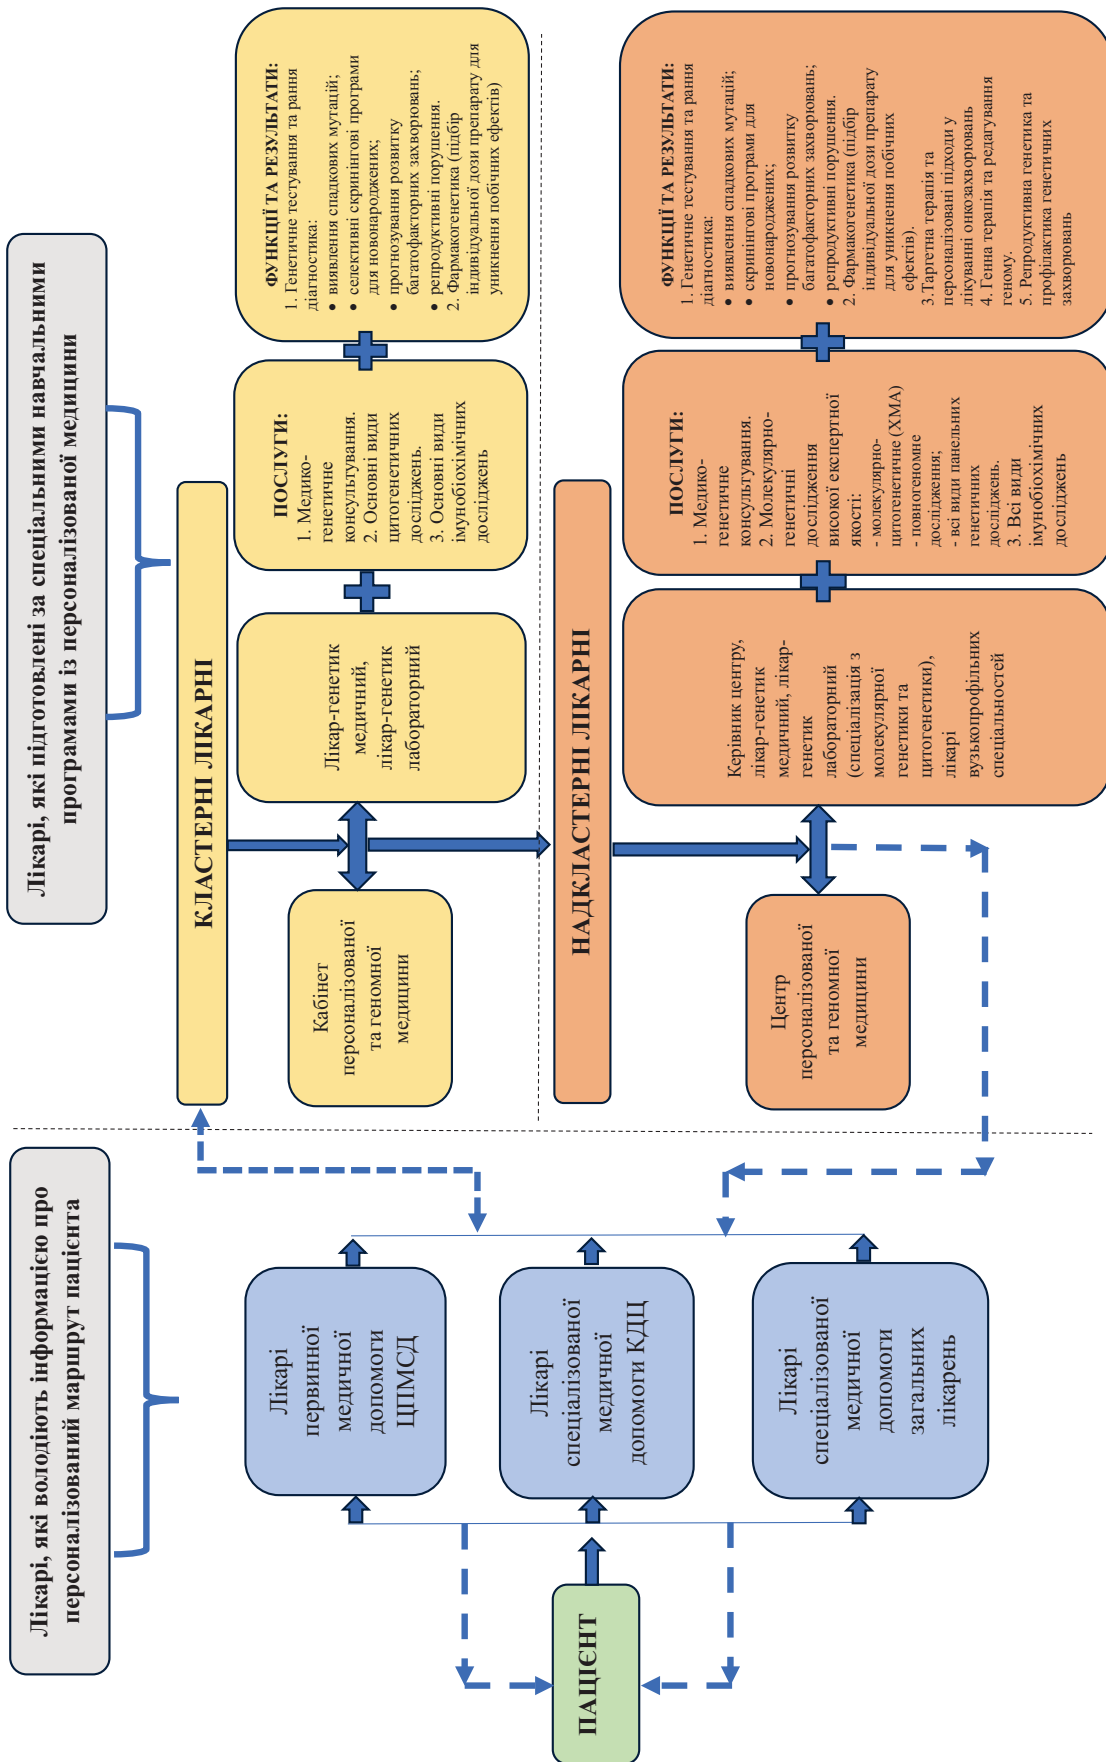 Лікарі, які володіють інформацією про
персоналізований маршрут пацієнта
Лікарі, які підготовлені за спеціальними навчальними
програмами із персоналізованої медицини
ПАЦІЄНТ
Лікарі
первинної
медичної
допомоги
ЦПМСД
Лікарі
спеціалізованої
медичної
допомоги КДЦ
Лікарі
спеціалізованої
медичної
допомоги
загальних
лікарень
КЛАСТЕРНІ ЛІКАРНІ
Кабінет
персоналізованої
та геномної
медицини
Лікар-генетик
медичний,
лікар-генетик
лабораторний
ПОСЛУГИ:
1. Медико-
генетичне
консультування.
2. Основні види
цитогенетичних
досліджень.
3. Основні види
імунобіохімічних
досліджень
ФУНКЦІЇ ТА РЕЗУЛЬТАТИ:
1. Генетичне тестування та рання
діагностика:
• виявлення спадкових мутацій;
• селективні скринінгові програми
для новонароджених;
• прогнозування розвитку
багатофакторних захворювань;
• репродуктивні порушення.
2. Фармакогенетика (підбір
індивідуальної дози препарату для
уникнення побічних ефектів)
НАДКЛАСТЕРНІ ЛІКАРНІ
Центр
персоналізованої
та геномної
медицини
Керівник центру,
лікар-генетик
медичний, лікар-
генетик
лабораторний
(спеціалізація з
молекулярної
генетики та
цитогенетики),
лікарі
вузькопрофільних
спеціальностей
ПОСЛУГИ:
1. Медико-
генетичне
консультування.
2. Молекулярно-
генетичні
дослідження
високої експертної
якості:
- молекулярно-
цитогенетичне (ХМА)
- повногеномне
дослідження;
- всі види панельних
генетичних
досліджень.
3. Всі види
імунобіохімічних
досліджень
ФУНКЦІЇ ТА РЕЗУЛЬТАТИ:
1. Генетичне тестування та рання
діагностика:
• виявлення спадкових мутацій;
• скринінгові програми для
новонароджених;
• прогнозування розвитку
багатофакторних захворювань;
• репродуктивні порушення.
2. Фармакогенетика (підбір
індивідуальної дози препарату
для уникнення побічних
ефектів).
3.Таргетна терапія та
персоналізовані підходи у
лікуванні онкозахворювань
4. Генна терапія та редагування
геному.
5. Репродуктивна генетика та
профілактика генетичних
захворювань